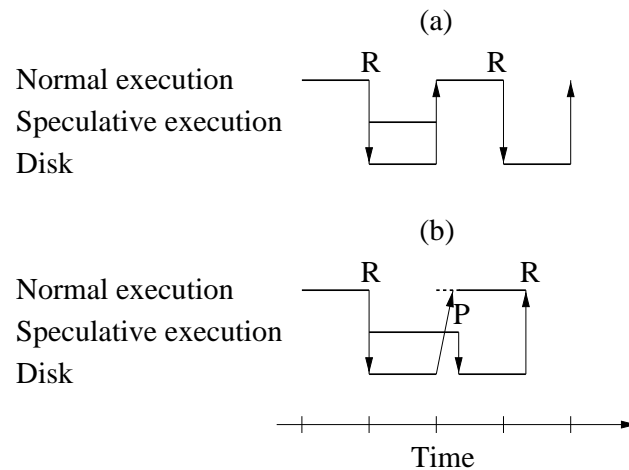 (a)
R R
Normal execution
Speculative execution
Disk
(b)
R R
Normal execution
P
Speculative execution
Disk
Time